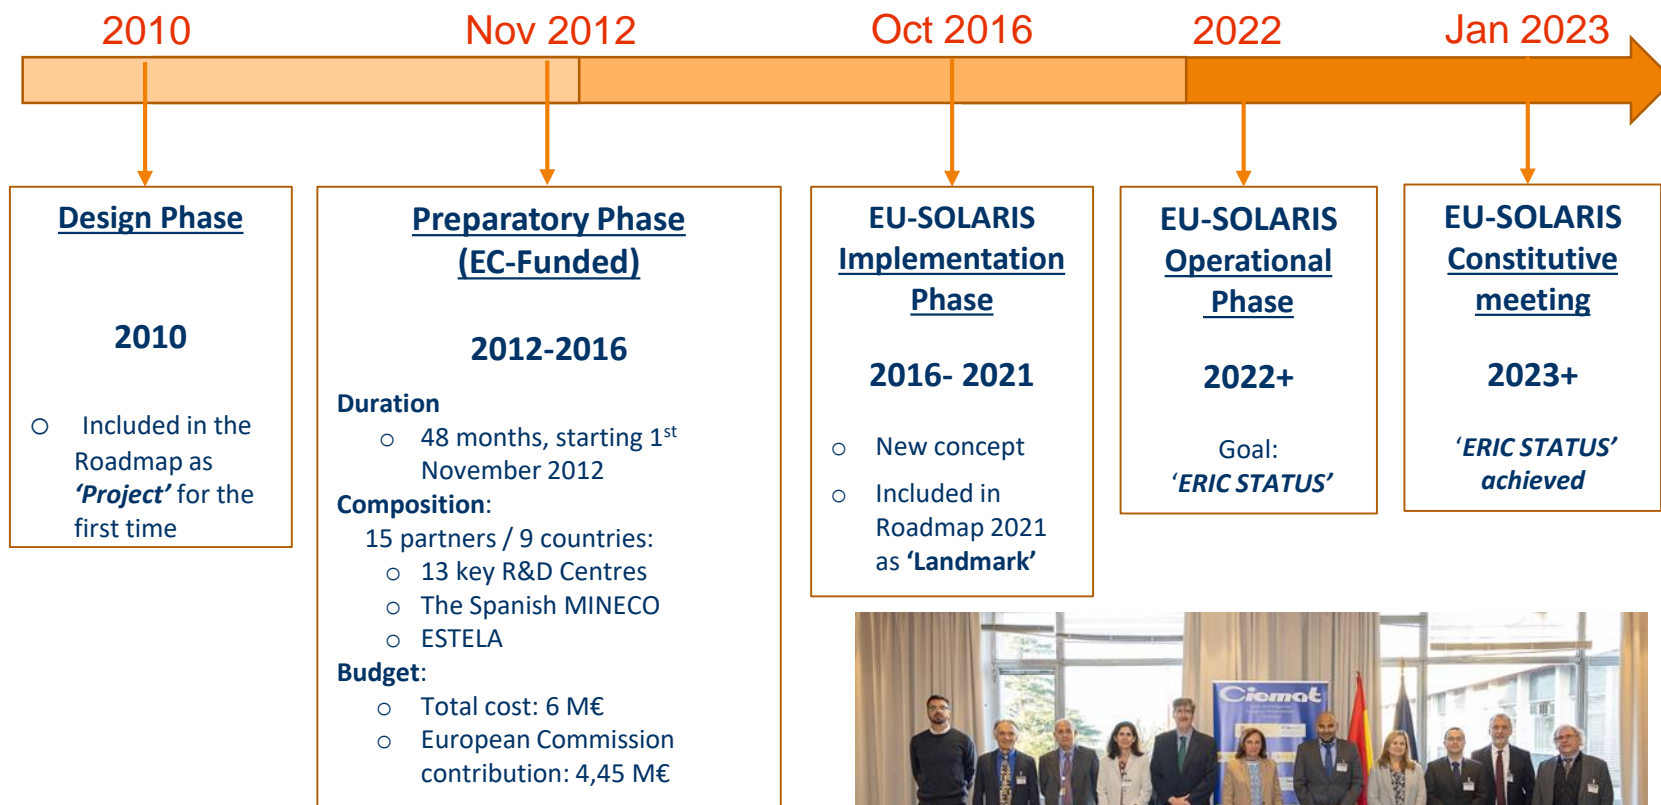 2010
Nov 2012
Oct 2016
2022
Jan 2023
Design Phase
2010
o Included in the
Roadmap as
‘Project’ for the
first time
Preparatory Phase
(EC-Funded)
2012-2016
Duration
o 48 months, starting 1st
November 2012
Composition:
15 partners / 9 countries:
o 13 key R&D Centres
o The Spanish MINECO
o ESTELA
Budget:
o Total cost: 6 M€
o European Commission
contribution: 4,45 M€
EU-SOLARIS
Implementation
Phase
2016- 2021
o New concept
o Included in
Roadmap 2021
as ‘Landmark’
EU-SOLARIS
Operational
Phase
2022+
Goal:
‘ERIC STATUS’
EU-SOLARIS
Constitutive
meeting
2023+
‘ERIC STATUS’
achieved
Ciemat